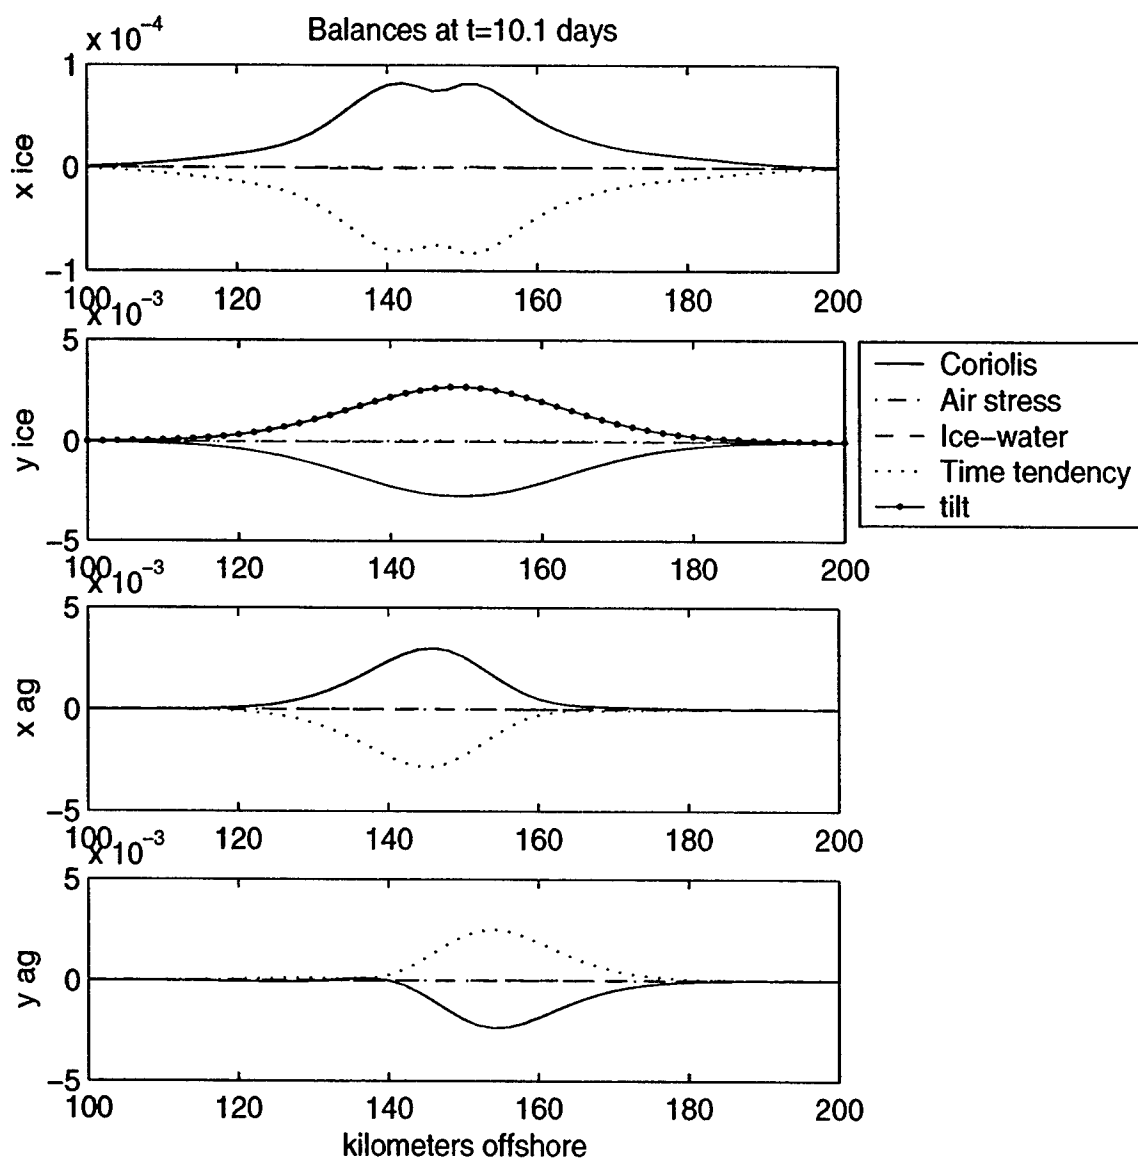 x 10⁻⁴
Balances at t=10.1 days
1
0
−1
x ice
100 120 140 160 180 200
x 10⁻³
5
0
−5
y ice
100 120 140 160 180 200
Coriolis
Air stress
Ice−water
Time tendency
tilt
x 10⁻³
5
0
−5
x ag
100 120 140 160 180 200
x 10⁻³
5
0
−5
y ag
100 120 140 160 180 200
kilometers offshore